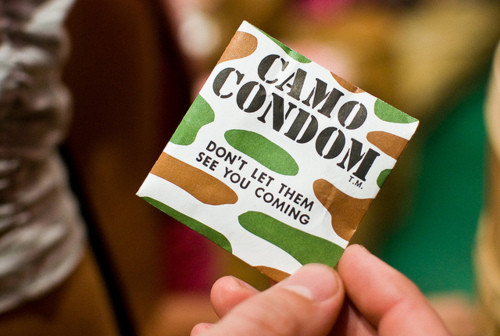 CAMO
CONDOM
T.M.
DON'T LET THEM
SEE YOU COMING